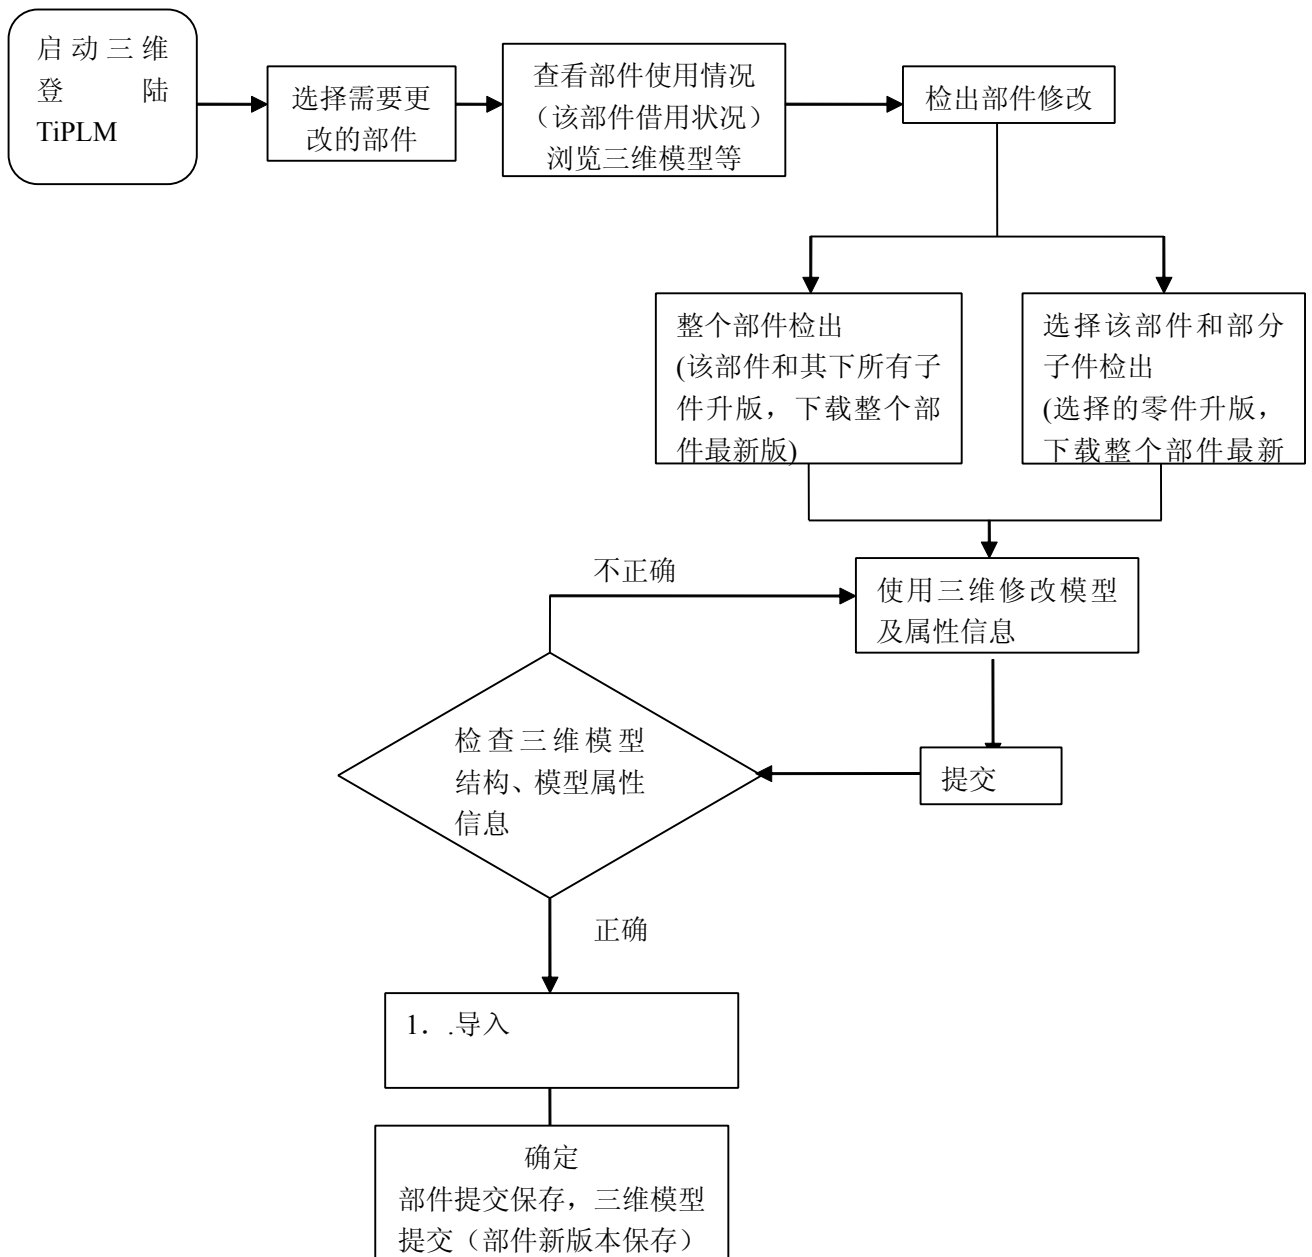 启动三维
登陆
TiPLM
选择需要更
改的部件
查看部件使用情况
（该部件借用状况）
浏览三维模型等
检出部件修改
整个部件检出
(该部件和其下所有子
件升版，下载整个部
件最新版)
选择该部件和部分
子件检出
(选择的零件升版，
下载整个部件最新
不正确
使用三维修改模型
及属性信息
检查三维模型
结构、模型属性
信息
提交
正确
1．.导入
确定
部件提交保存，三维模型
提交（部件新版本保存）